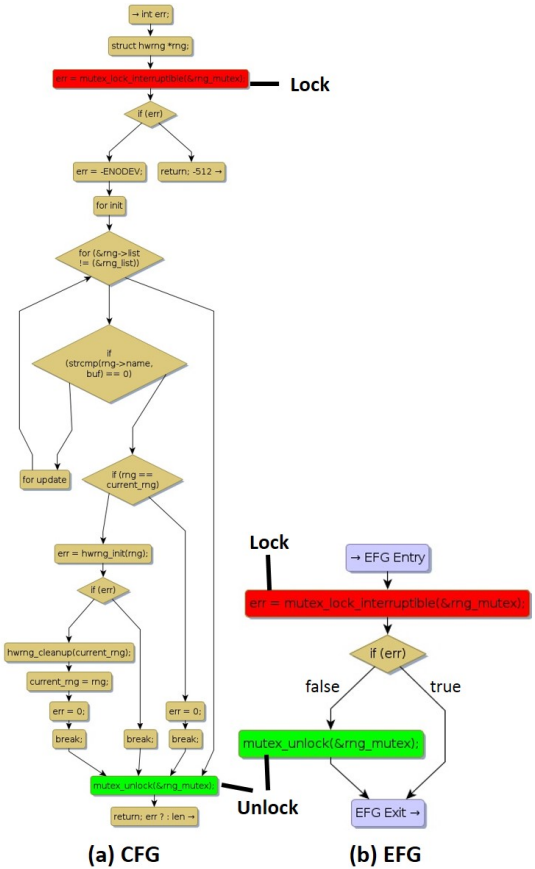 → int err;
struct hwrng *rng;
err = mutex_lock_interruptible(&rng_mutex)
Lock
if (err)
err = -ENODEV;
return; -512 →
for init
for (&rng->list
!= (&rng_list))
if
(strcmp(rng->name,
buf) == 0)
for update
if (rng ==
current_rng)
err = hwrng_init(rng);
if (err)
hwrng_cleanup(current_rng);
current_rng = rng;
err = 0;
err = 0;
break;
break;
break;
mutex_unlock(&rng_mutex);
Unlock
return; err ? : len →
(a) CFG
Lock
→ EFG Entry
err = mutex_lock_interruptible(&rng_mutex);
if (err)
false
true
mutex_unlock(&rng_mutex);
EFG Exit →
(b) EFG